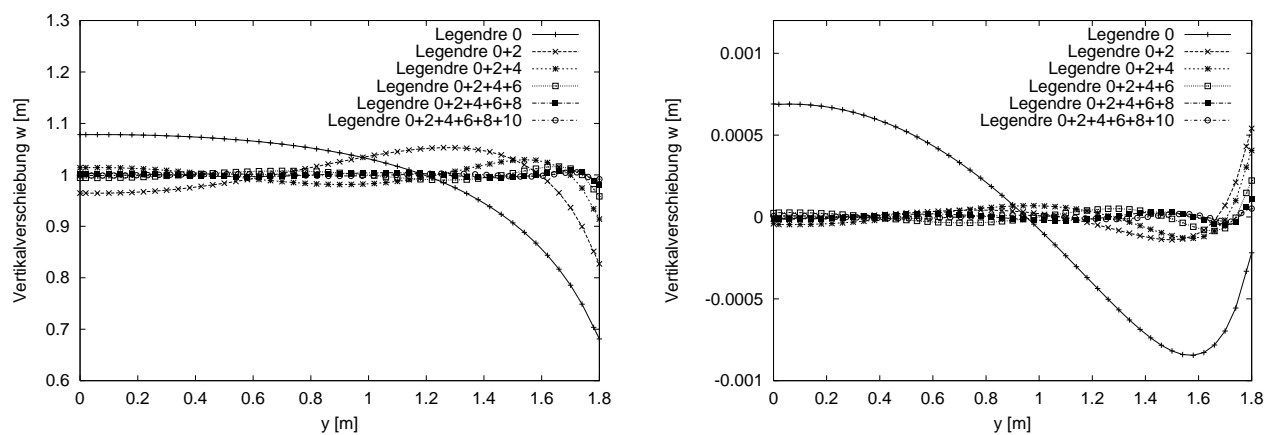 1.3
1.2
1.1
1
0.9
0.8
0.7
0.6
Vertikalverschiebung w [m]
Legendre 0
Legendre 0+2
Legendre 0+2+4
Legendre 0+2+4+6
Legendre 0+2+4+6+8
Legendre 0+2+4+6+8+10
0 0.2 0.4 0.6 0.8 1 1.2 1.4 1.6 1.8
y [m]
0.001
0.0005
0
-0.0005
-0.001
Vertikalverschiebung w [m]
Legendre 0
Legendre 0+2
Legendre 0+2+4
Legendre 0+2+4+6
Legendre 0+2+4+6+8
Legendre 0+2+4+6+8+10
0 0.2 0.4 0.6 0.8 1 1.2 1.4 1.6 1.8
y [m]